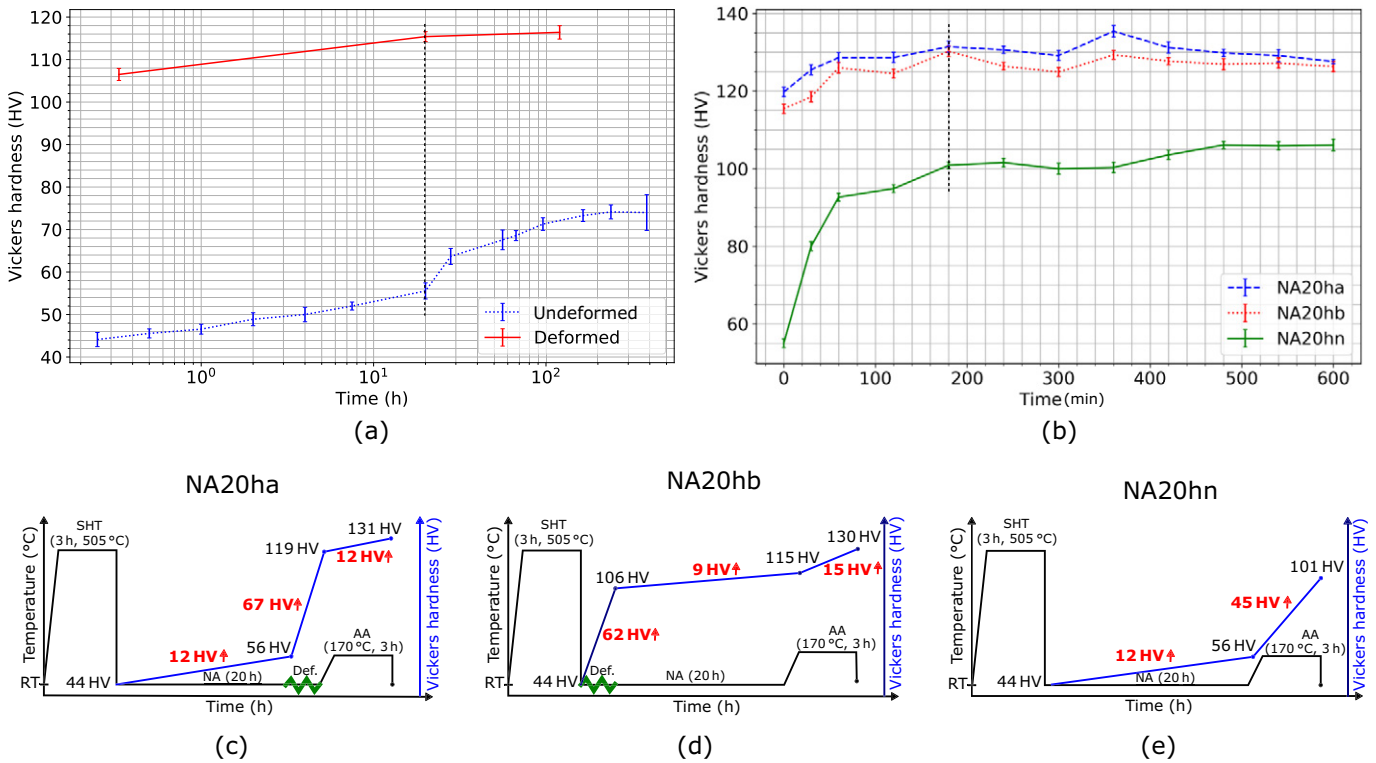 120
110
100
90
80
70
60
50
40
Vickers hardness (HV)
10⁰
10¹
10²
Time (h)
Undeformed
Deformed
(a)
140
120
100
80
60
Vickers hardness (HV)
0
100
200
300
400
500
600
Time(min)
NA20ha
NA20hb
NA20hn
(b)
NA20ha
Temperature (°C)
SHT
(3 h, 505 °C)
RT
44 HV
12 HV↑
NA (20 h)
56 HV
67 HV↑
119 HV
131 HV
12 HV↑
Def.
AA
(170 °C, 3 h)
Time (h)
Vickers hardness (HV)
(c)
NA20hb
Temperature (°C)
SHT
(3 h, 505 °C)
RT
44 HV
Def.
62 HV↑
106 HV
9 HV↑
NA (20 h)
115 HV
130 HV
15 HV↑
AA
(170 °C, 3 h)
Time (h)
Vickers hardness (HV)
(d)
NA20hn
Temperature (°C)
SHT
(3 h, 505 °C)
RT
44 HV
12 HV↑
NA (20 h)
56 HV
45 HV↑
101 HV
AA
(170 °C, 3 h)
Time (h)
Vickers hardness (HV)
(e)